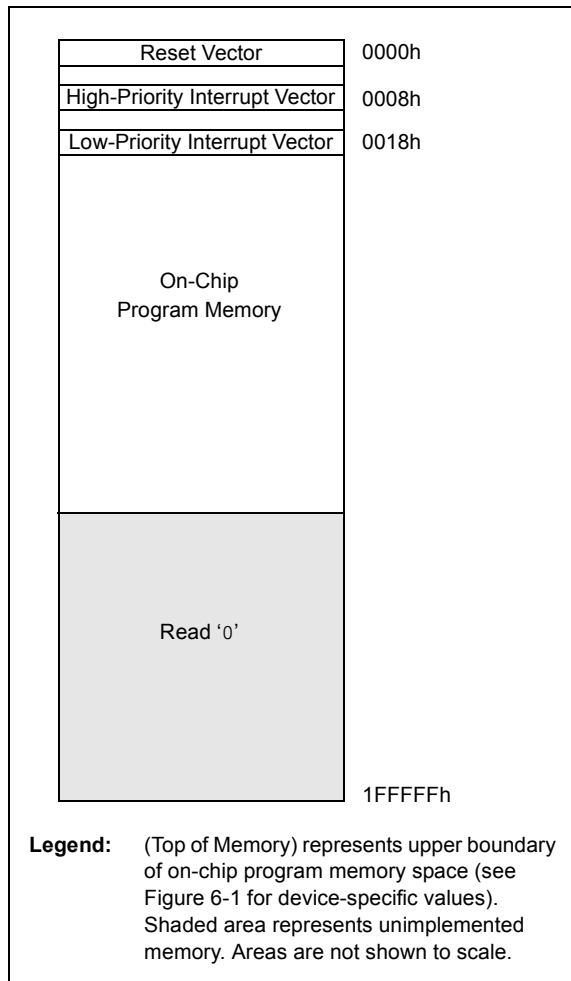 Reset Vector 0000h
High-Priority Interrupt Vector 0008h
Low-Priority Interrupt Vector 0018h
On-Chip
Program Memory
Read ‘0’
1FFFFFh
Legend: (Top of Memory) represents upper boundary
of on-chip program memory space (see
Figure 6-1 for device-specific values).
Shaded area represents unimplemented
memory. Areas are not shown to scale.